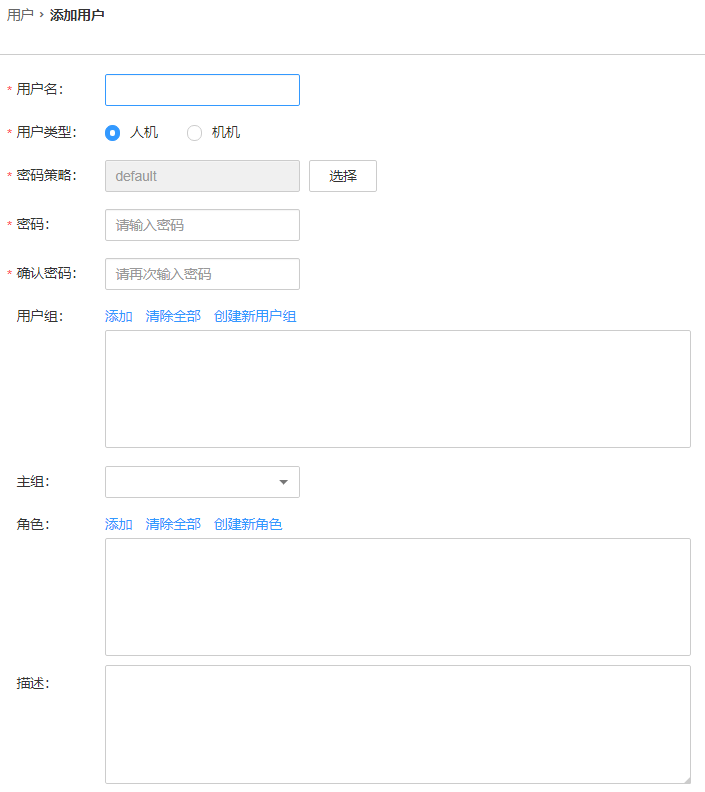 用户 › 添加用户
* 用户名：
* 用户类型： 人机 机机
* 密码策略： default 选择
* 密码： 请输入密码
* 确认密码： 请再次输入密码
用户组： 添加 清除全部 创建新用户组
主组：
角色： 添加 清除全部 创建新角色
描述：